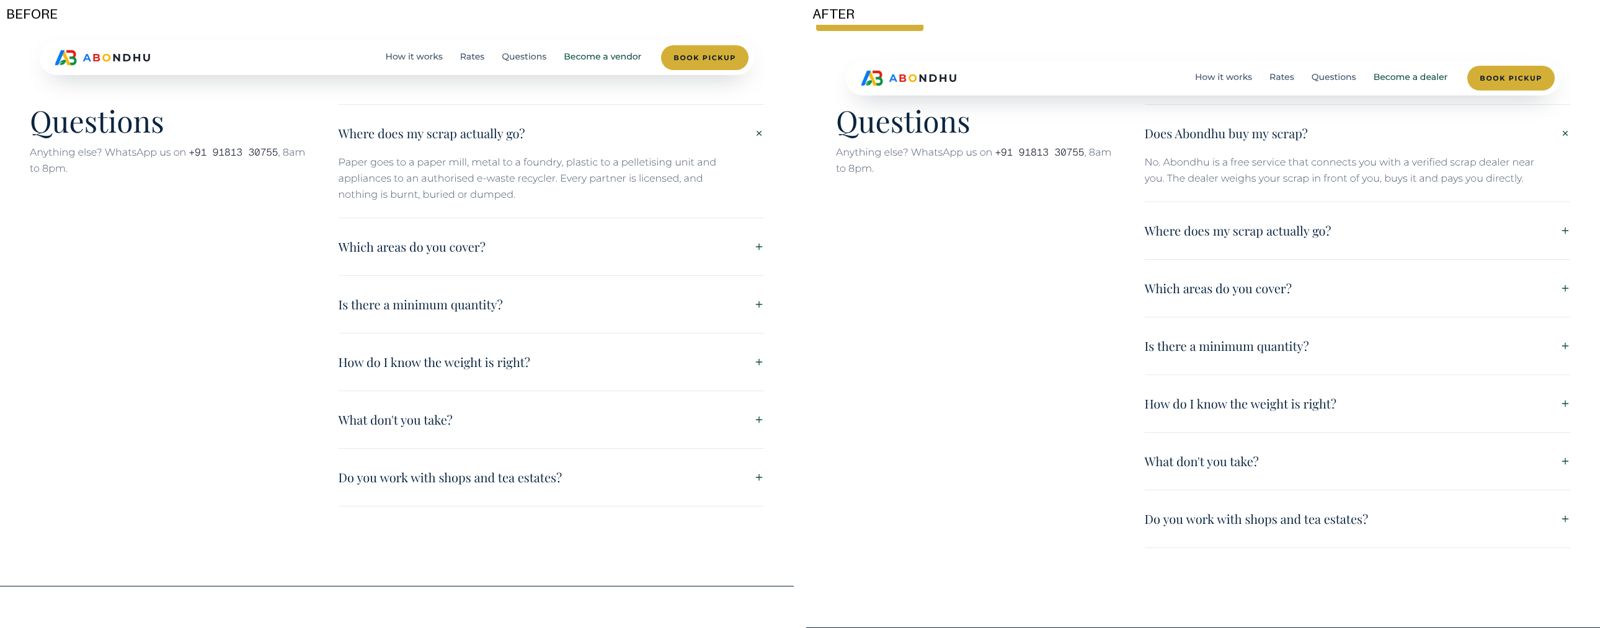 BEFORE
ABONDHU
How it works
Rates
Questions
Become a vendor
BOOK PICKUP
Questions
Anything else? WhatsApp us on +91 91813 30755, 8am
to 8pm.
Where does my scrap actually go?
×
Paper goes to a paper mill, metal to a foundry, plastic to a pelletising unit and
appliances to an authorised e-waste recycler. Every partner is licensed, and
nothing is burnt, buried or dumped.
Which areas do you cover?
+
Is there a minimum quantity?
+
How do I know the weight is right?
+
What don't you take?
+
Do you work with shops and tea estates?
+
AFTER
ABONDHU
How it works
Rates
Questions
Become a dealer
BOOK PICKUP
Questions
Anything else? WhatsApp us on +91 91813 30755, 8am
to 8pm.
Does Abondhu buy my scrap?
×
No. Abondhu is a free service that connects you with a verified scrap dealer near
you. The dealer weighs your scrap in front of you, buys it and pays you directly.
Where does my scrap actually go?
+
Which areas do you cover?
+
Is there a minimum quantity?
+
How do I know the weight is right?
+
What don't you take?
+
Do you work with shops and tea estates?
+